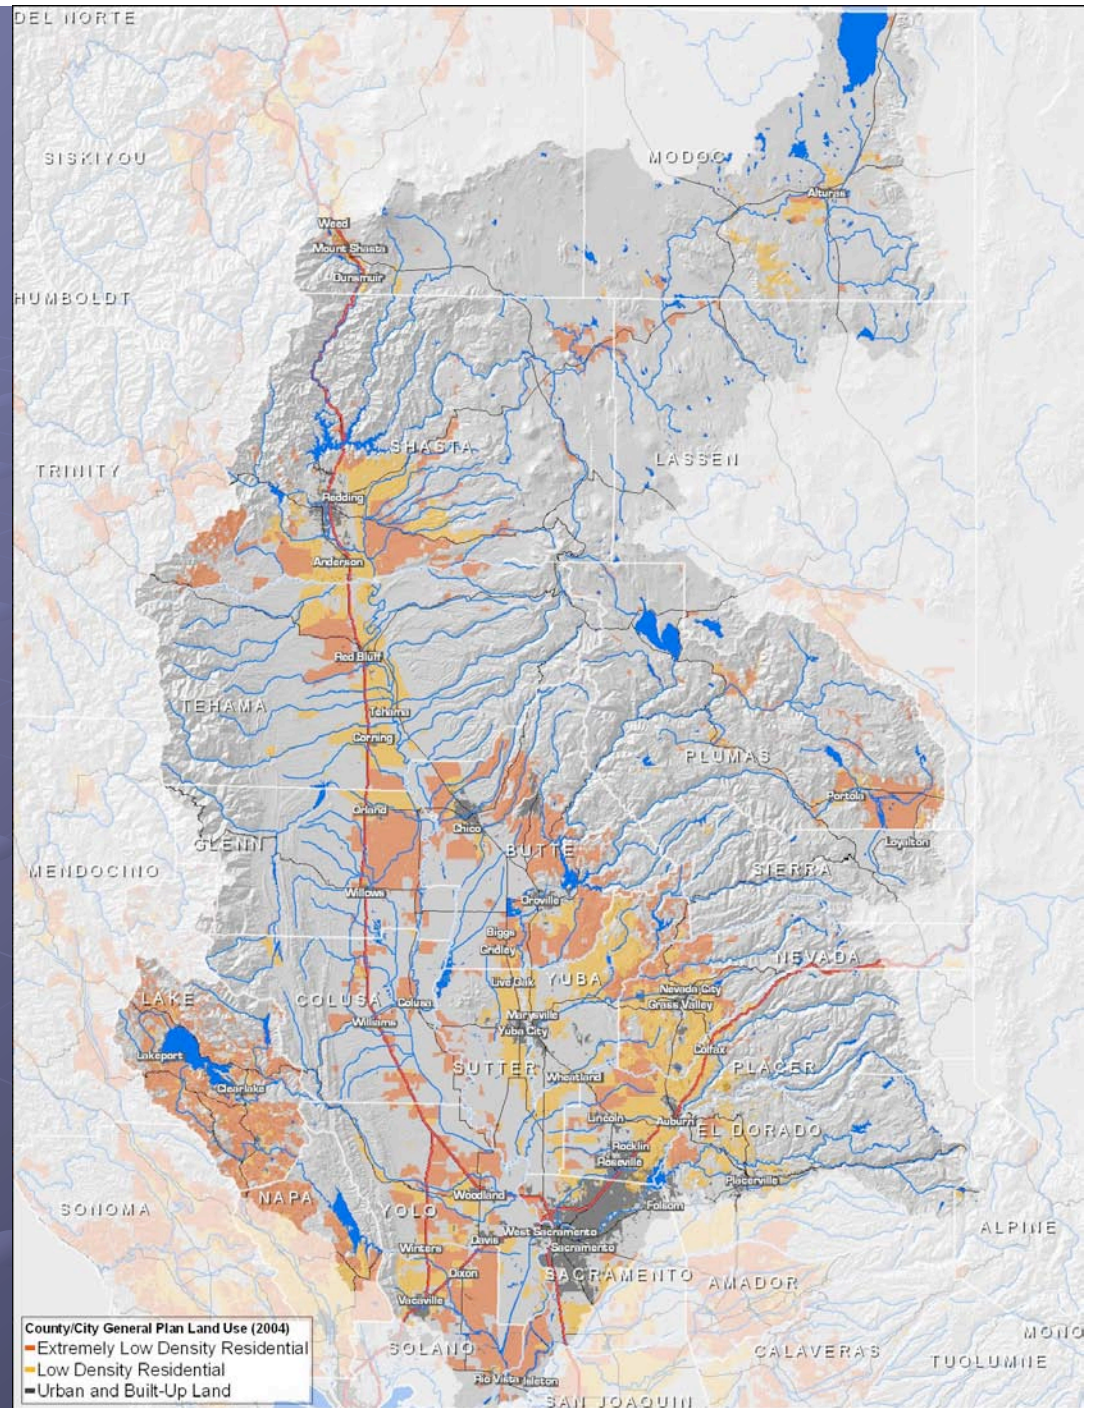 DEL NORTE
SISKIYOU
MODOC
Alturas
Weed
Mount Shasta
Dunsmuir
HUMBOLDT
SHASTA
LASSEN
TRINITY
Redding
Anderson
Red Bluff
TEHAMA
Tehama
Corning
PLUMAS
Portola
Orland
Chico
Loyalton
GLENN
BUTTE
MENDOCINO
SIERRA
Willows
Oroville
Biggs
Gridley
NEVADA
Live Oak
YUBA
Nevada City
LAKE
COLUSA
Colusa
Grass Valley
Marysville
Williams
Yuba City
Lakeport
Colfax
SUTTER
PLACER
Wheatland
Clearlake
Lincoln
Auburn
EL DORADO
Rocklin
Roseville
Placerville
NAPA
Woodland
SONOMA
YOLO
Folsom
West Sacramento
ALPINE
Davis
Winters
Sacramento
Dixon
SACRAMENTO
AMADOR
Vacaville
County/City General Plan Land Use (2004)
Extremely Low Density Residential
Low Density Residential
Urban and Built-Up Land
SOLANO
CALAVERAS
MONO
TUOLUMNE
Rio Vista
Isleton
SAN JOAQUIN